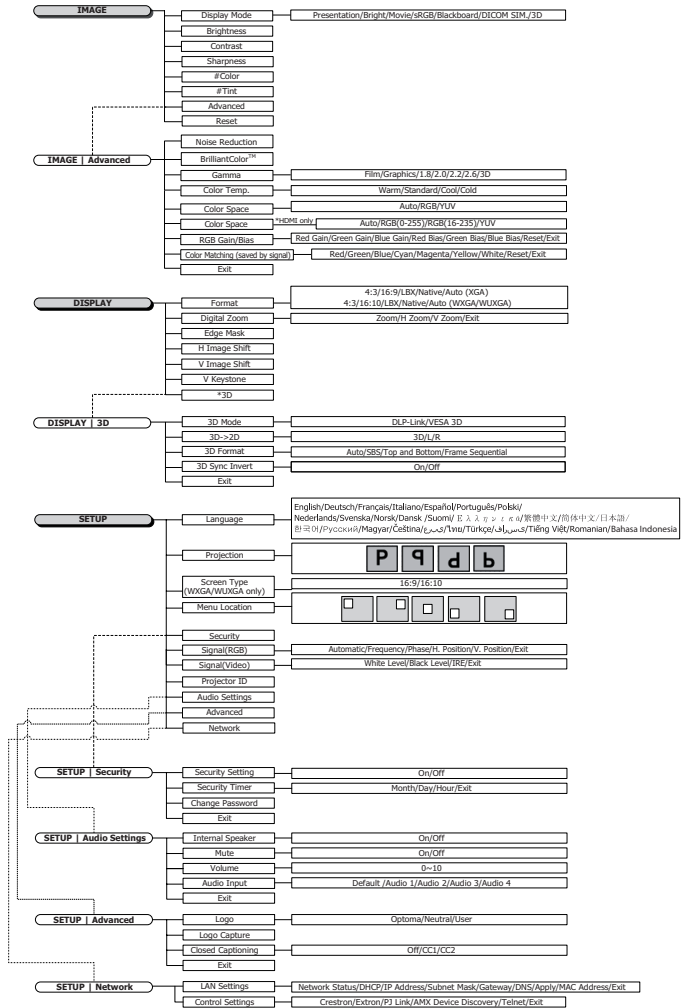 IMAGE
Display Mode
Presentation/Bright/Movie/sRGB/Blackboard/DICOM SIM./3D
Brightness
Contrast
Sharpness
#Color
#Tint
Advanced
Reset
IMAGE | Advanced
Noise Reduction
BrilliantColor™
Gamma
Film/Graphics/1.8/2.0/2.2/2.6/3D
Color Temp.
Warm/Standard/Cool/Cold
Color Space
Auto/RGB/YUV
Color Space
*HDMI only
Auto/RGB(0-255)/RGB(16-235)/YUV
RGB Gain/Bias
Red Gain/Green Gain/Blue Gain/Red Bias/Green Bias/Blue Bias/Reset/Exit
Color Matching (saved by signal)
Red/Green/Blue/Cyan/Magenta/Yellow/White/Reset/Exit
Exit
DISPLAY
Format
4:3/16:9/LBX/Native/Auto (XGA)
4:3/16:10/LBX/Native/Auto (WXGA/WUXGA)
Digital Zoom
Zoom/H Zoom/V Zoom/Exit
Edge Mask
H Image Shift
V Image Shift
V Keystone
*3D
DISPLAY | 3D
3D Mode
DLP-Link/VESA 3D
3D->2D
3D/L/R
3D Format
Auto/SBS/Top and Bottom/Frame Sequential
3D Sync Invert
On/Off
Exit
SETUP
Language
English/Deutsch/Français/Italiano/Español/Português/Polski/
Nederlands/Svenska/Norsk/Dansk /Suomi/Ελληνικά/繁體中文/简体中文/日本語/
한국어/Русский/Magyar/Čeština/عربي/ไทย/Türkçe/فارسی/Tiếng Việt/Romanian/Bahasa Indonesia
Projection
P P P P
Screen Type
(WXGA/WUXGA only)
16:9/16:10
Menu Location
Security
Signal(RGB)
Automatic/Frequency/Phase/H. Position/V. Position/Exit
Signal(Video)
White Level/Black Level/IRE/Exit
Projector ID
Audio Settings
Advanced
Network
SETUP | Security
Security Setting
On/Off
Security Timer
Month/Day/Hour/Exit
Change Password
Exit
SETUP | Audio Settings
Internal Speaker
On/Off
Mute
On/Off
Volume
0~10
Audio Input
Default /Audio 1/Audio 2/Audio 3/Audio 4
Exit
SETUP | Advanced
Logo
Optoma/Neutral/User
Logo Capture
Closed Captioning
Off/CC1/CC2
Exit
SETUP | Network
LAN Settings
Network Status/DHCP/IP Address/Subnet Mask/Gateway/DNS/Apply/MAC Address/Exit
Control Settings
Crestron/Extron/PJ Link/AMX Device Discovery/Telnet/Exit